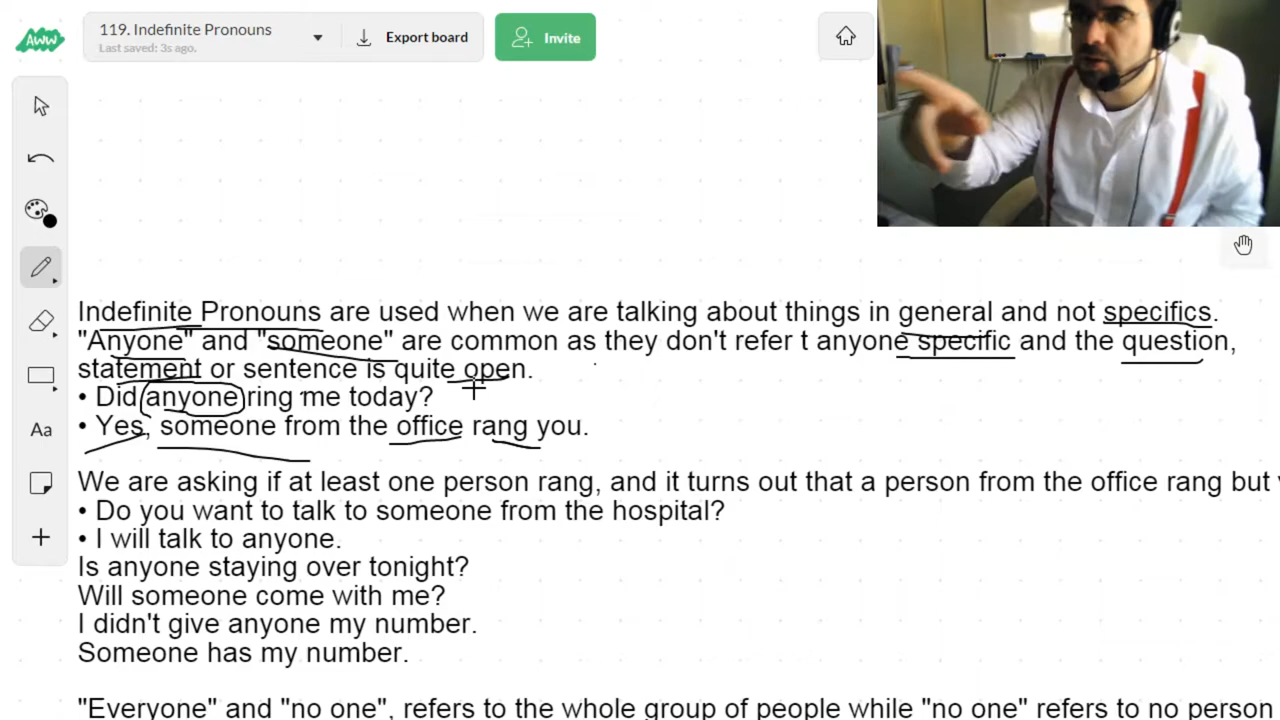 AWW
119. Indefinite Pronouns
Last saved: 3s ago.
Export board
Invite
Aa
Indefinite Pronouns are used when we are talking about things in general and not specifics.
"Anyone" and "someone" are common as they don't refer t anyone specific and the question,
statement or sentence is quite open.
• Did anyone ring me today?
• Yes, someone from the office rang you.
We are asking if at least one person rang, and it turns out that a person from the office rang but
• Do you want to talk to someone from the hospital?
• I will talk to anyone.
Is anyone staying over tonight?
Will someone come with me?
I didn't give anyone my number.
Someone has my number.
"Everyone" and "no one", refers to the whole group of people while "no one" refers to no person